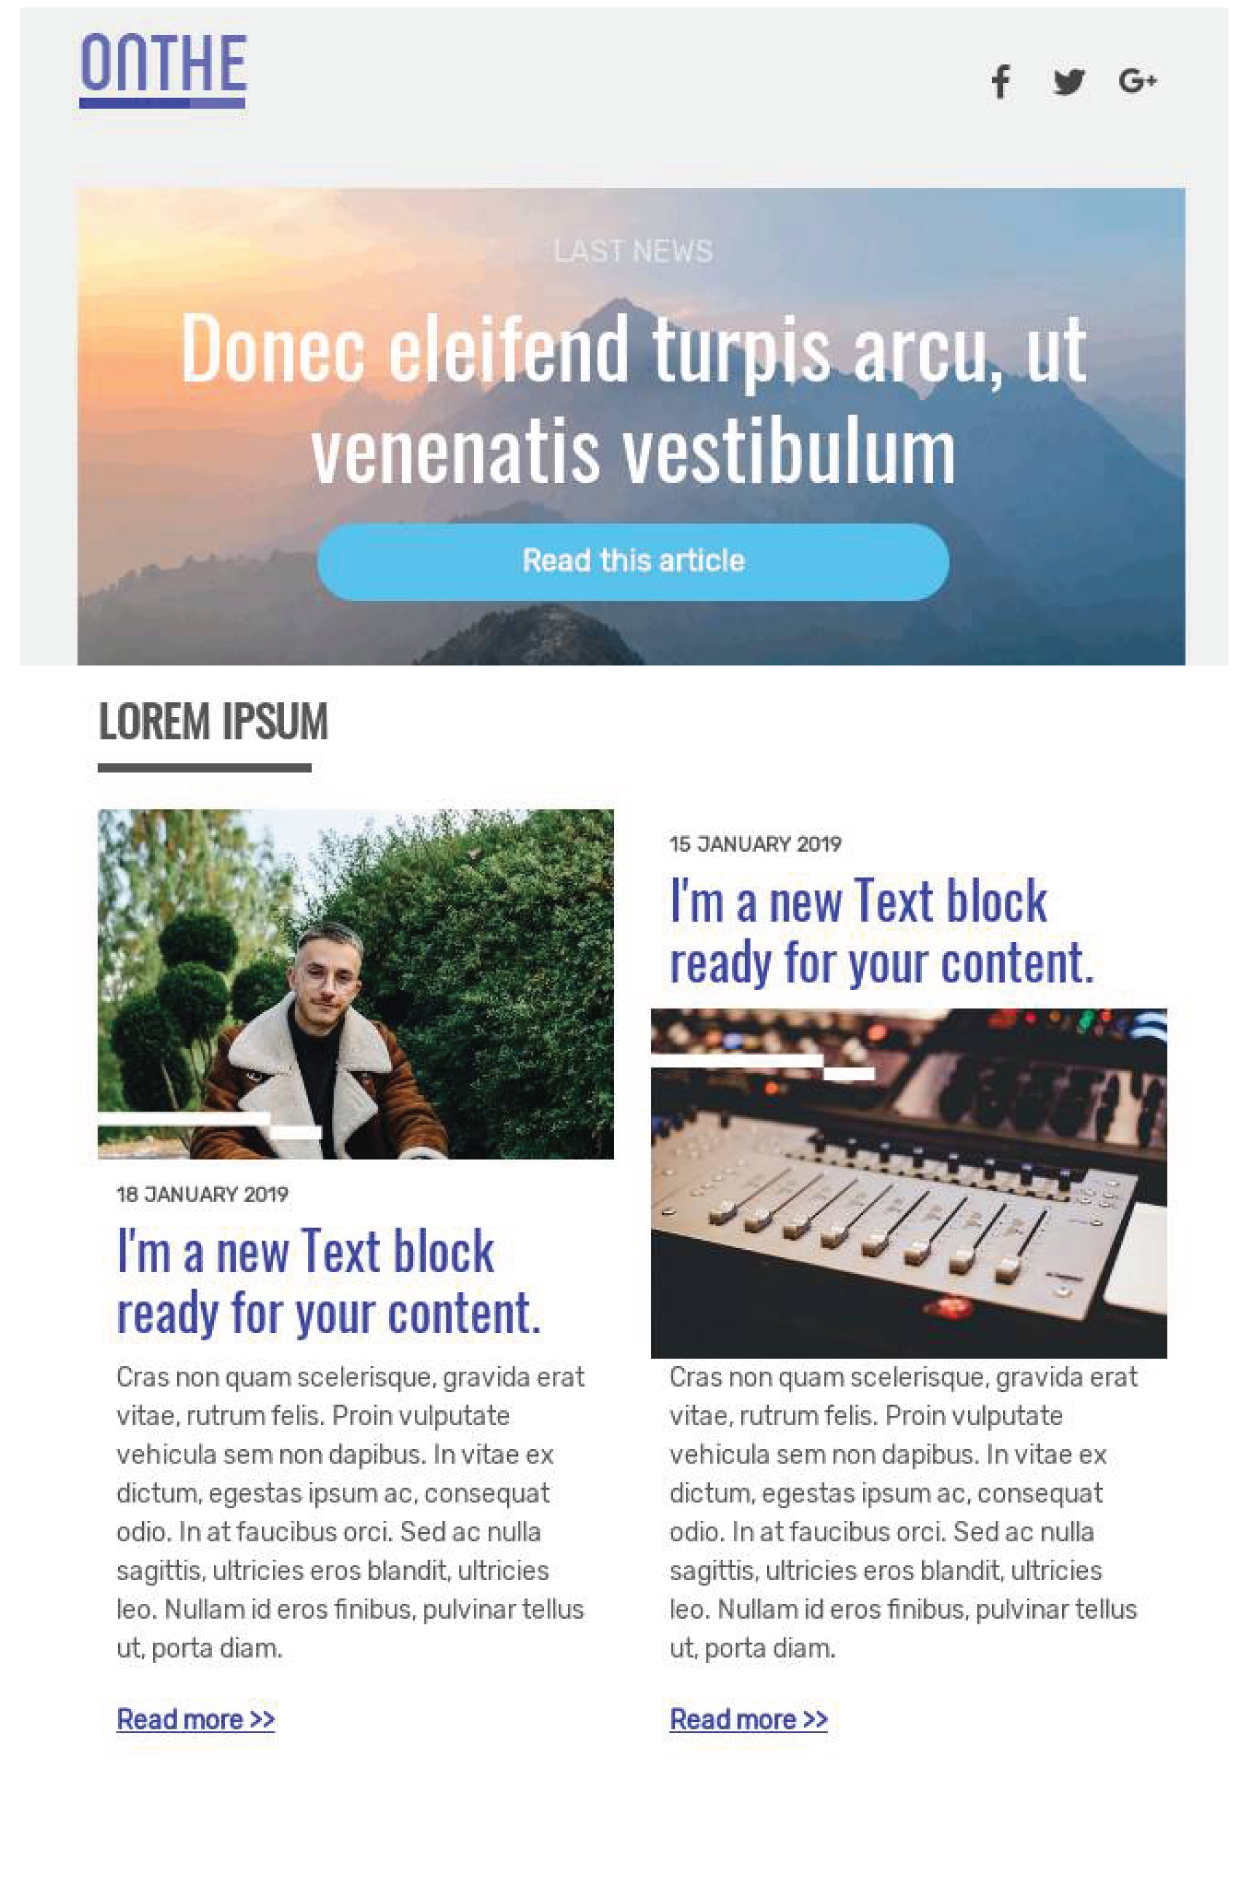 ONTHE
G+
LAST NEWS
Donec eleifend turpis arcu, ut
venenatis vestibulum
Read this article
LOREM IPSUM
18 JANUARY 2019
I'm a new Text block
ready for your content.
Cras non quam scelerisque, gravida erat
vitae, rutrum felis. Proin vulputate
vehicula sem non dapibus. In vitae ex
dictum, egestas ipsum ac, consequat
odio. In at faucibus orci. Sed ac nulla
sagittis, ultricies eros blandit, ultricies
leo. Nullam id eros finibus, pulvinar tellus
ut, porta diam.
Read more >>
15 JANUARY 2019
I'm a new Text block
ready for your content.
Cras non quam scelerisque, gravida erat
vitae, rutrum felis. Proin vulputate
vehicula sem non dapibus. In vitae ex
dictum, egestas ipsum ac, consequat
odio. In at faucibus orci. Sed ac nulla
sagittis, ultricies eros blandit, ultricies
leo. Nullam id eros finibus, pulvinar tellus
ut, porta diam.
Read more >>